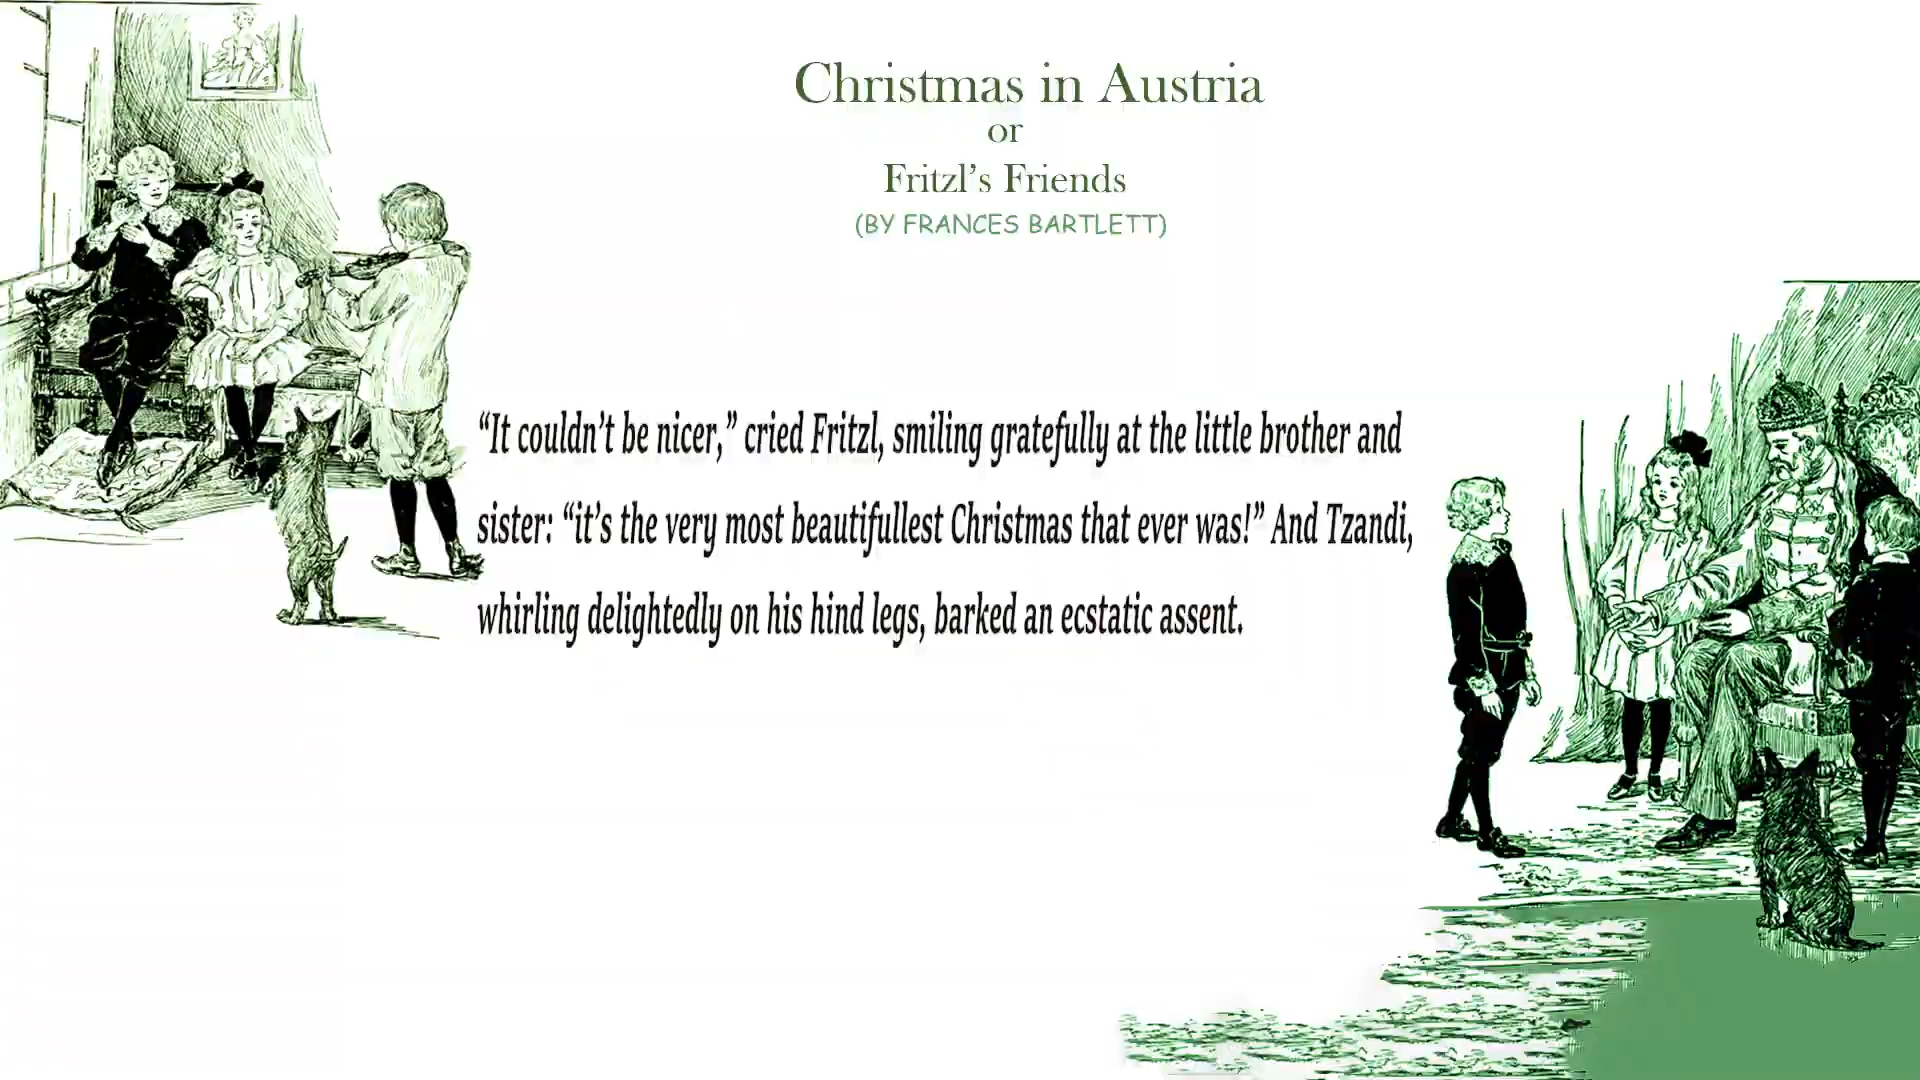 Christmas in Austria
or
Fritzl’s Friends
(BY FRANCES BARTLETT)
“It couldn’t be nicer,” cried Fritzl, smiling gratefully at the little brother and
sister: “it’s the very most beautifullest Christmas that ever was!” And Tzandi,
whirling delightedly on his hind legs, barked an ecstatic assent.